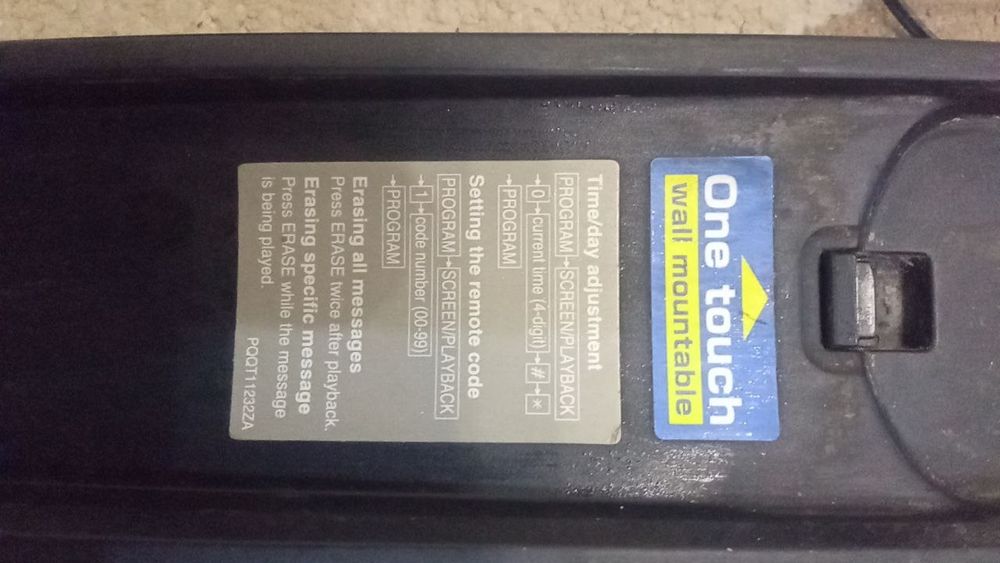 One touch
wall mountable
Time/day adjustment
PROGRAM→SCREEN/PLAYBACK
→0→current time (4-digit)→#→*
→PROGRAM
Setting the remote code
PROGRAM→SCREEN/PLAYBACK
→1→code number (00-99)
→PROGRAM
Erasing all messages
Press ERASE twice after playback.
Erasing specific message
Press ERASE while the message
is being played.
PQQT11232ZA